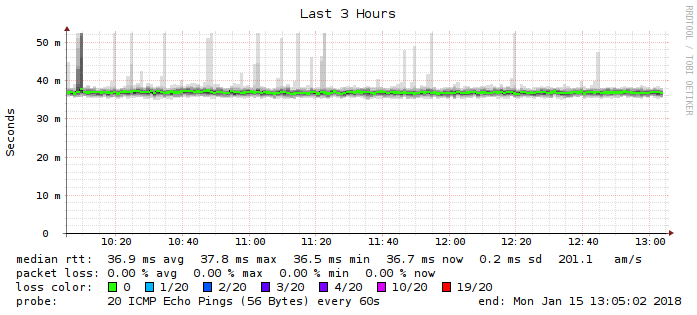 Last 3 Hours
RRDTOOL / TOBI OETIKER
Seconds
50 m
40 m
30 m
20 m
10 m
0
10:20 10:40 11:00 11:20 11:40 12:00 12:20 12:40 13:00
median rtt: 36.9 ms avg 37.8 ms max 36.5 ms min 36.7 ms now 0.2 ms sd 201.1 am/s
packet loss: 0.00 % avg 0.00 % max 0.00 % min 0.00 % now
loss color: 0 1/20 2/20 3/20 4/20 10/20 19/20
probe: 20 ICMP Echo Pings (56 Bytes) every 60s end: Mon Jan 15 13:05:02 2018